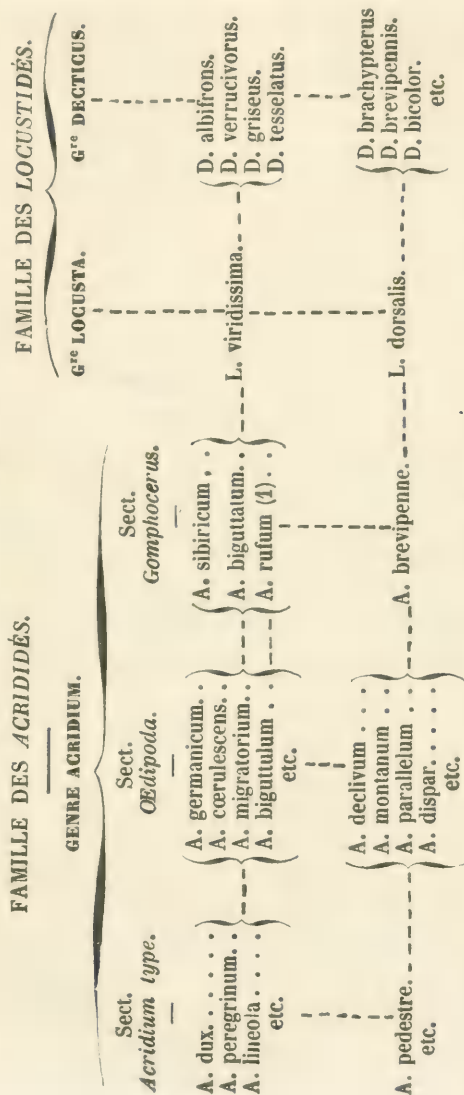 FAMILLE DES ACRIDIDÉS.
GENRE ACRIDIUM.
Sect.
Acridium type.
A. dux. . . . . . .
A. peregrinum. .
A. lineola . . . .
etc.
A. pedestre.
etc.
Sect.
Œdipoda.
A. germanicum. .
A. cœrulescens. .
A. migratorium. .
A. biguttulum . .
etc.
A. declivum . . .
A. montanum . .
A. parallelum . .
A. dispar. . . . .
etc.
Sect.
Gomphocerus.
A. sibiricum . .
A. biguttatum. .
A. rufum (1) . .
A. brevipenne.
FAMILLE DES LOCUSTIDÉS.
Gre LOCUSTA.
L. viridissima.
L. dorsalis.
Gre DECTICUS.
D. albifrons.
D. verrucivorus.
D. griseus.
D. tesselatus.
D. brachypterus
D. brevipennis.
D. bicolor.
etc.